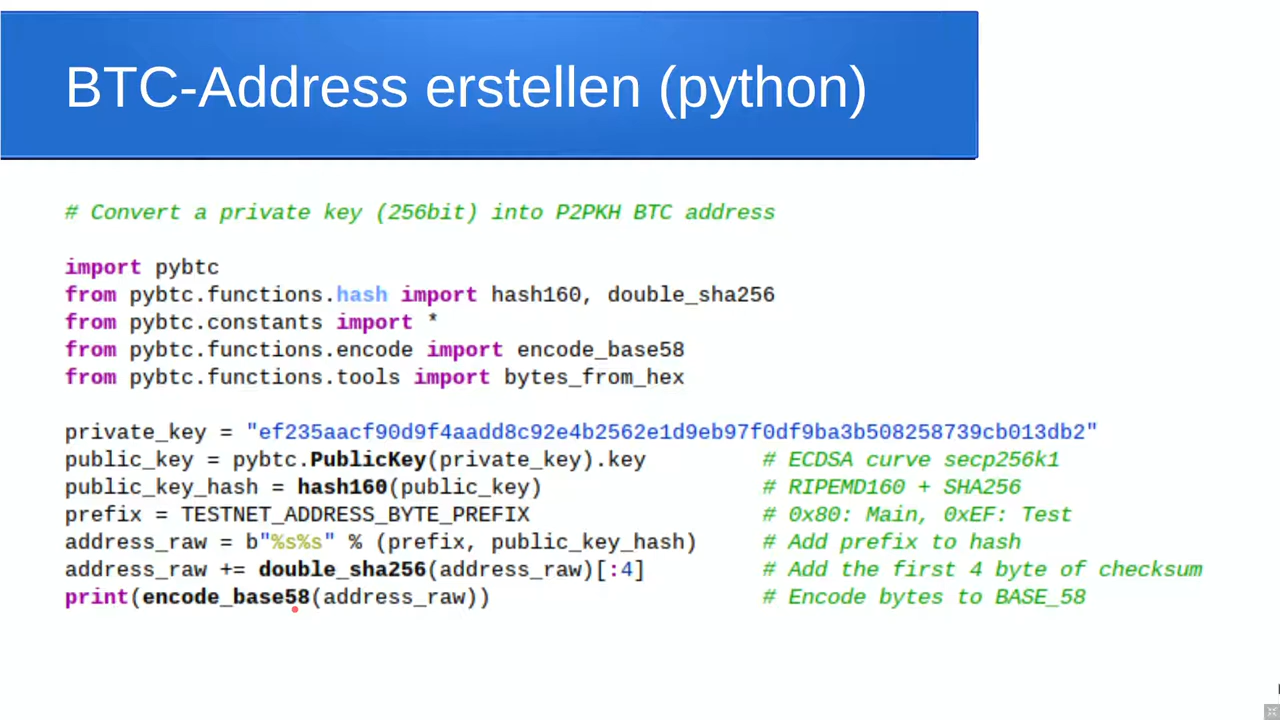 BTC-Address erstellen (python)
# Convert a private key (256bit) into P2PKH BTC address
import pybtc
from pybtc.functions.hash import hash160, double_sha256
from pybtc.constants import *
from pybtc.functions.encode import encode_base58
from pybtc.functions.tools import bytes_from_hex
private_key = "ef235aacf90d9f4aadd8c92e4b2562e1d9eb97f0df9ba3b508258739cb013db2"
public_key = pybtc.PublicKey(private_key).key # ECDSA curve secp256k1
public_key_hash = hash160(public_key) # RIPEMD160 + SHA256
prefix = TESTNET_ADDRESS_BYTE_PREFIX # 0x80: Main, 0xEF: Test
address_raw = b"%s%s" % (prefix, public_key_hash) # Add prefix to hash
address_raw += double_sha256(address_raw)[:4] # Add the first 4 byte of checksum
print(encode_base58(address_raw)) # Encode bytes to BASE_58